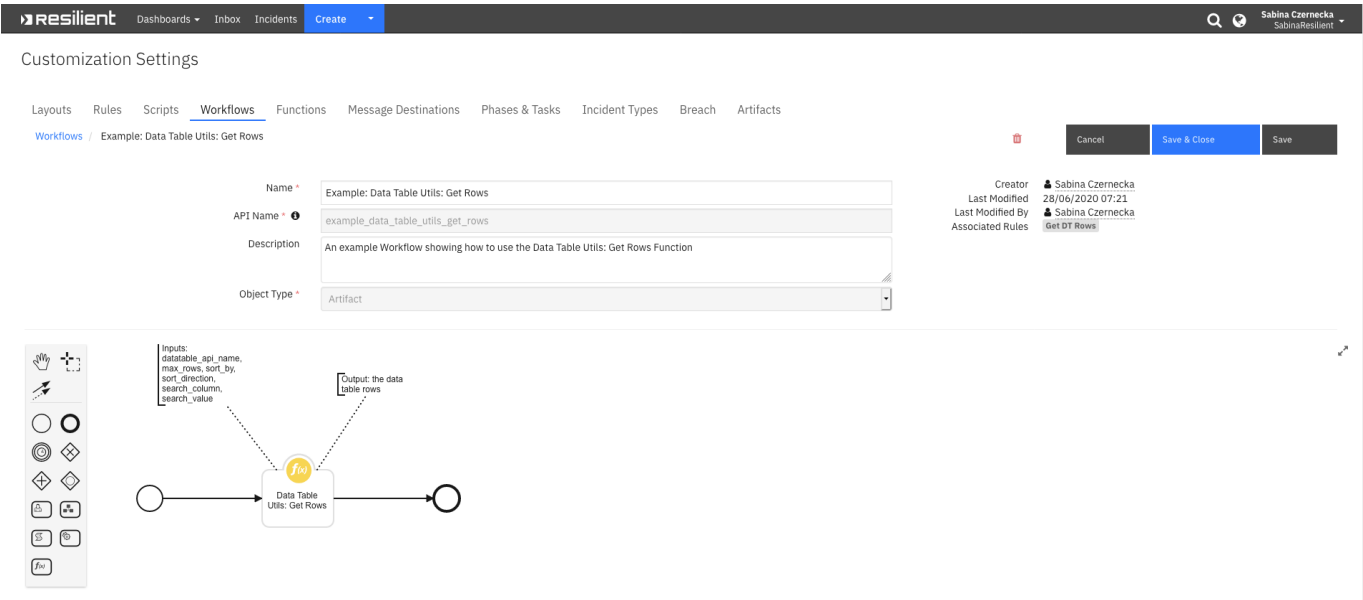 Resilient Dashboards Inbox Incidents Create
Sabina Czernecka
SabinaResilient
Customization Settings
Layouts Rules Scripts Workflows Functions Message Destinations Phases & Tasks Incident Types Breach Artifacts
Workflows / Example: Data Table Utils: Get Rows
Cancel Save & Close Save
Name * Example: Data Table Utils: Get Rows
API Name * example_data_table_utils_get_rows
Description An example Workflow showing how to use the Data Table Utils: Get Rows Function
Object Type * Artifact
Creator Sabina Czernecka
Last Modified 28/06/2020 07:21
Last Modified By Sabina Czernecka
Associated Rules Get DT Rows
Inputs:
datatable_api_name,
max_rows, sort_by,
sort_direction,
search_column,
search_value
Output: the data
table rows
f(x)
Data Table
Utils: Get Rows
f(x)